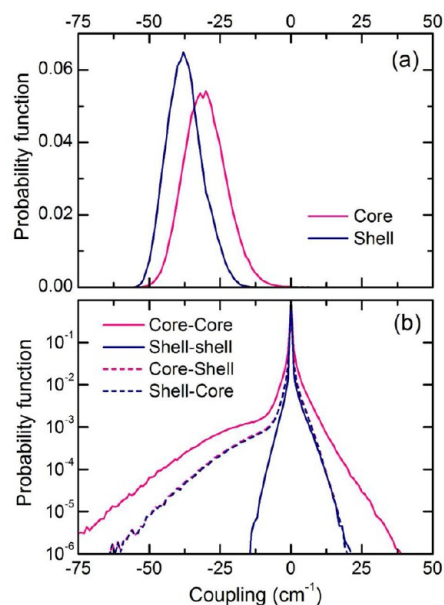 -75 -50 -25 0 25 50
(a)
0.06
0.04
0.02
0.00
Probability function
Core
Shell
(b)
Core-Core
Shell-shell
Core-Shell
Shell-Core
10-1
10-2
10-3
10-4
10-5
10-6
Probability function
-75 -50 -25 0 25 50
Coupling (cm-1)